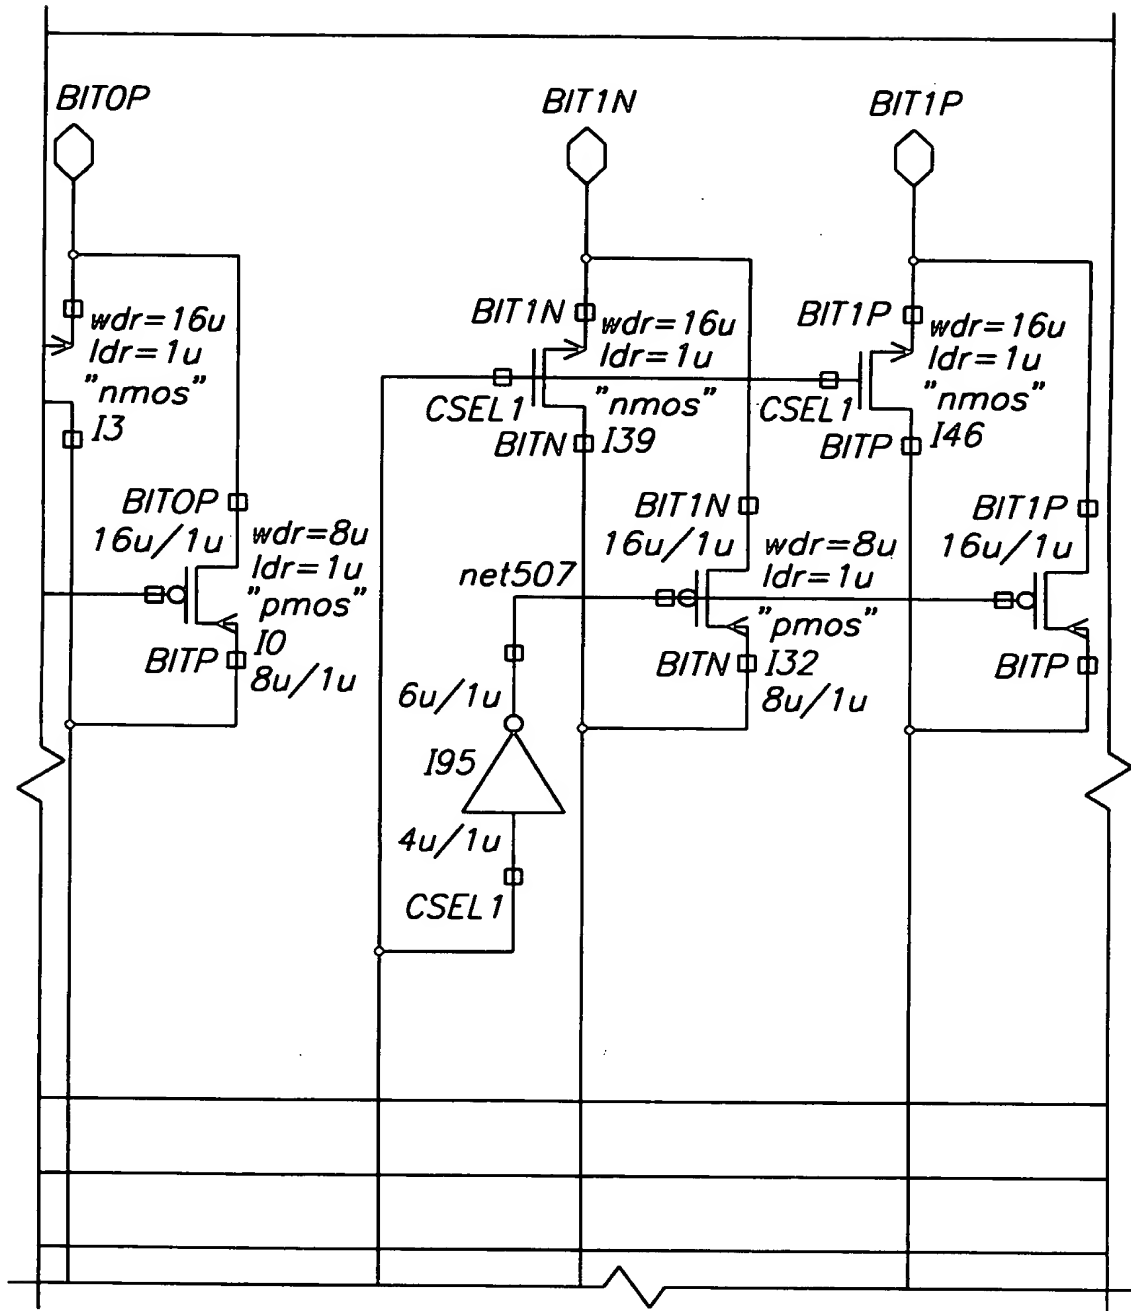 BIT0P
BIT1N
BIT1P
wdr=16u
ldr=1u
"nmos"
I3
BIT0P
16u/1u
wdr=8u
ldr=1u
"pmos"
I0
BITP
8u/1u
BIT1N
wdr=16u
ldr=1u
"nmos"
CSEL1
BITN
I39
BIT1P
wdr=16u
ldr=1u
"nmos"
CSEL1
BITP
I46
BIT1N
16u/1u
wdr=8u
ldr=1u
net507
"pmos"
BITN
I32
8u/1u
BIT1P
16u/1u
BITP
6u/1u
I95
4u/1u
CSEL1